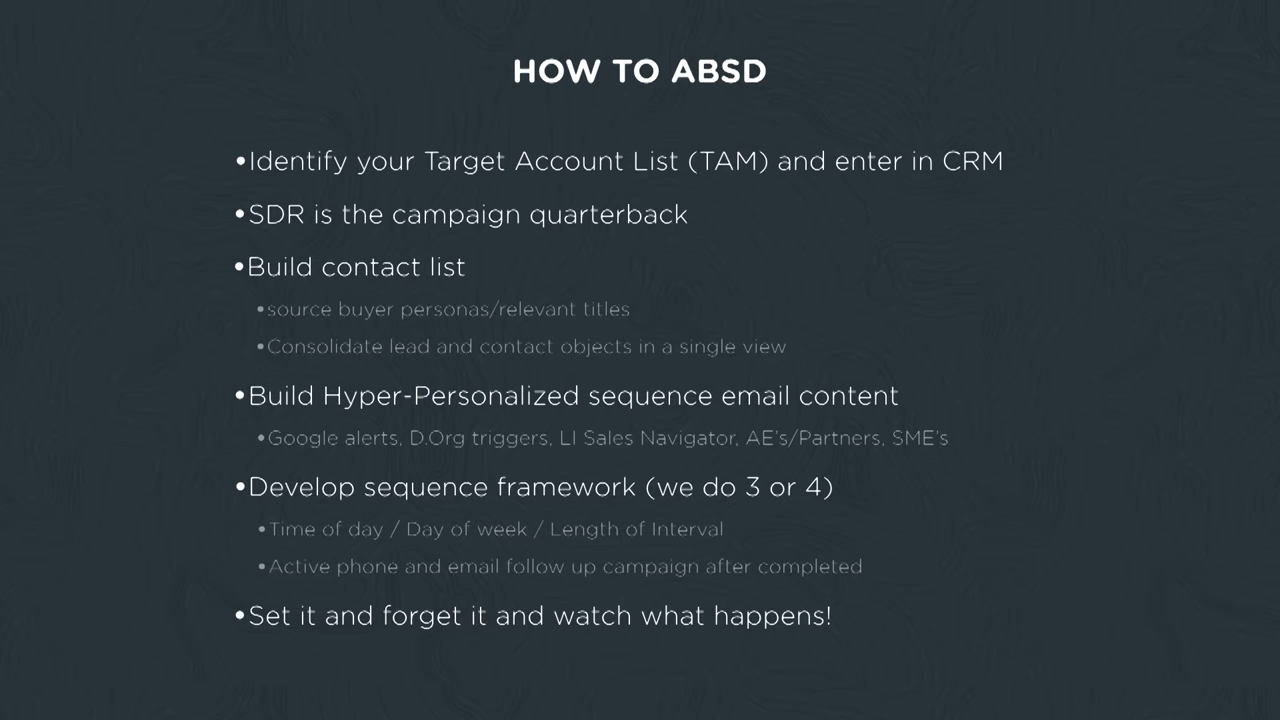 HOW TO ABSD
•Identify your Target Account List (TAM) and enter in CRM
•SDR is the campaign quarterback
•Build contact list
•source buyer personas/relevant titles
•Consolidate lead and contact objects in a single view
•Build Hyper-Personalized sequence email content
•Google alerts, D.Org triggers, LI Sales Navigator, AE's/Partners, SME's
•Develop sequence framework (we do 3 or 4)
•Time of day / Day of week / Length of Interval
•Active phone and email follow up campaign after completed
•Set it and forget it and watch what happens!